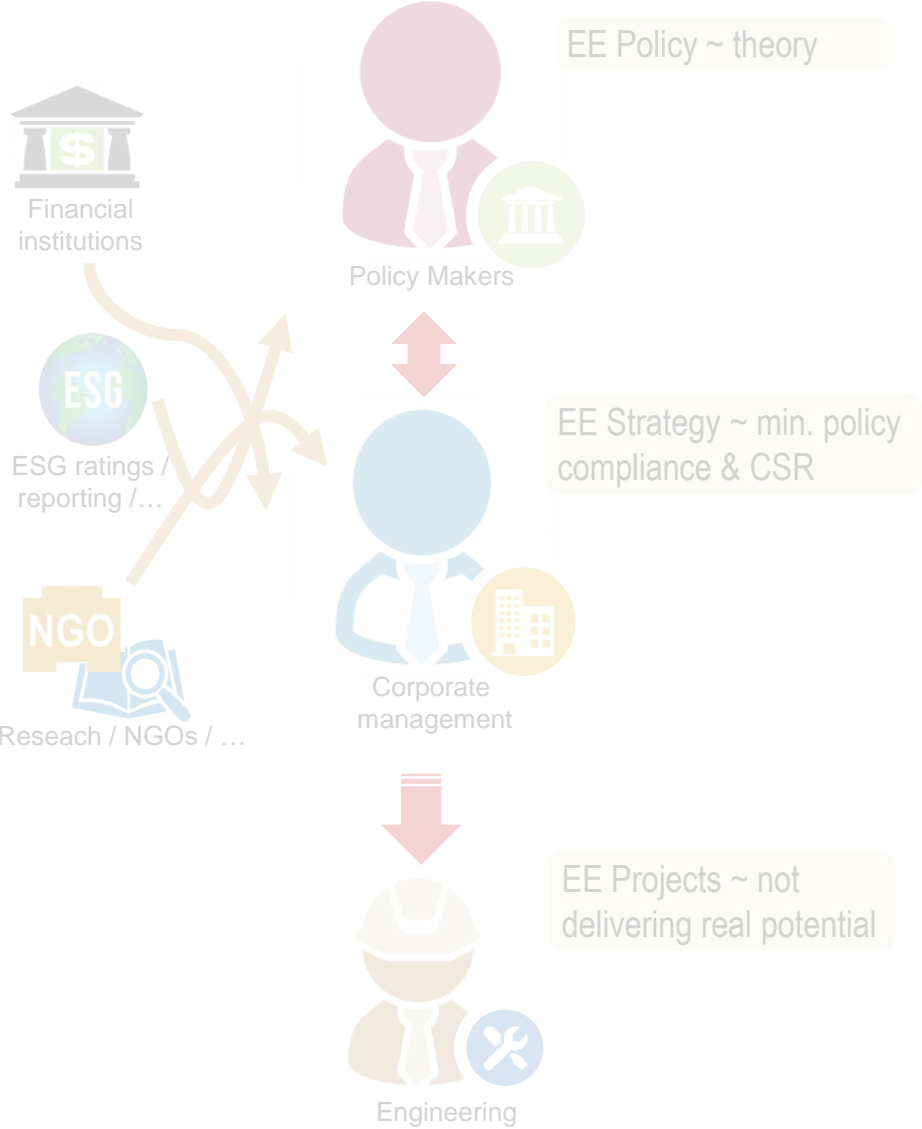 EE Policy ~ theory
$
Financial
institutions
Policy Makers
ESG
ESG ratings /
reporting /…
EE Strategy ~ min. policy
compliance & CSR
NGO
Reseach / NGOs / …
Corporate
management
EE Projects ~ not
delivering real potential
Engineering